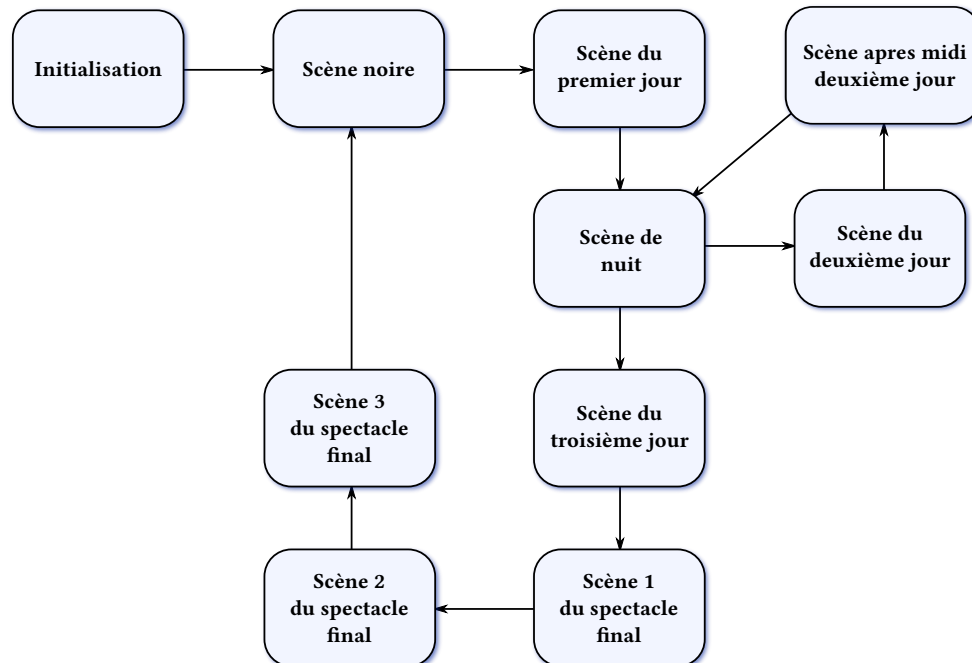 Initialisation
Scène noire
Scène du
premier jour
Scène apres midi
deuxième jour
Scène de
nuit
Scène du
deuxième jour
Scène 3
du spectacle
final
Scène du
troisième jour
Scène 2
du spectacle
final
Scène 1
du spectacle
final